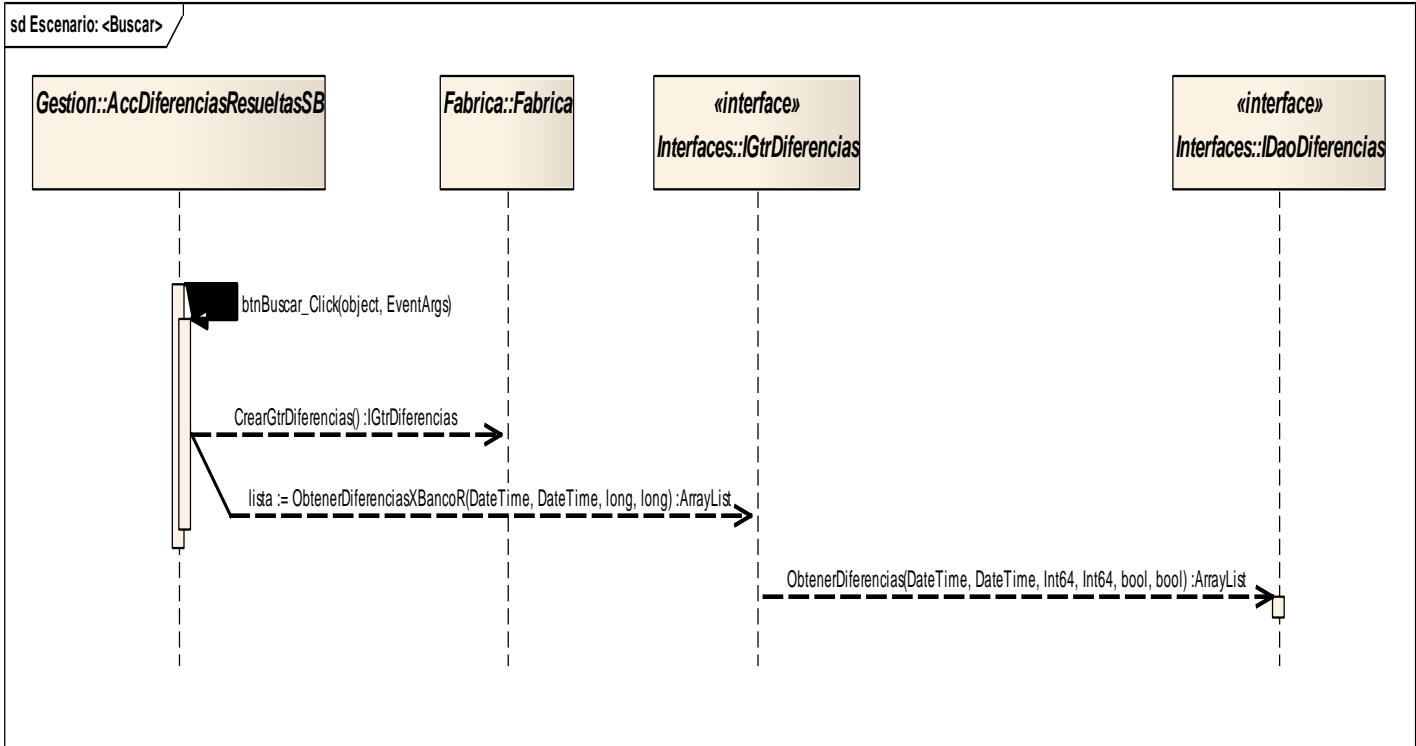 sd Escenario: <Buscar>
Gestion::AccDiferenciasResueltasSB
Fabrica::Fabrica
«interface»
Interfaces::IGtrDiferencias
«interface»
Interfaces::IDaoDiferencias
btnBuscar_Click(object, EventArgs)
CrearGtrDiferencias() :IGtrDiferencias
lista := ObtenerDiferenciasXBancoR(DateTime, DateTime, long, long) :ArrayList
ObtenerDiferencias(DateTime, DateTime, Int64, Int64, bool, bool) :ArrayList